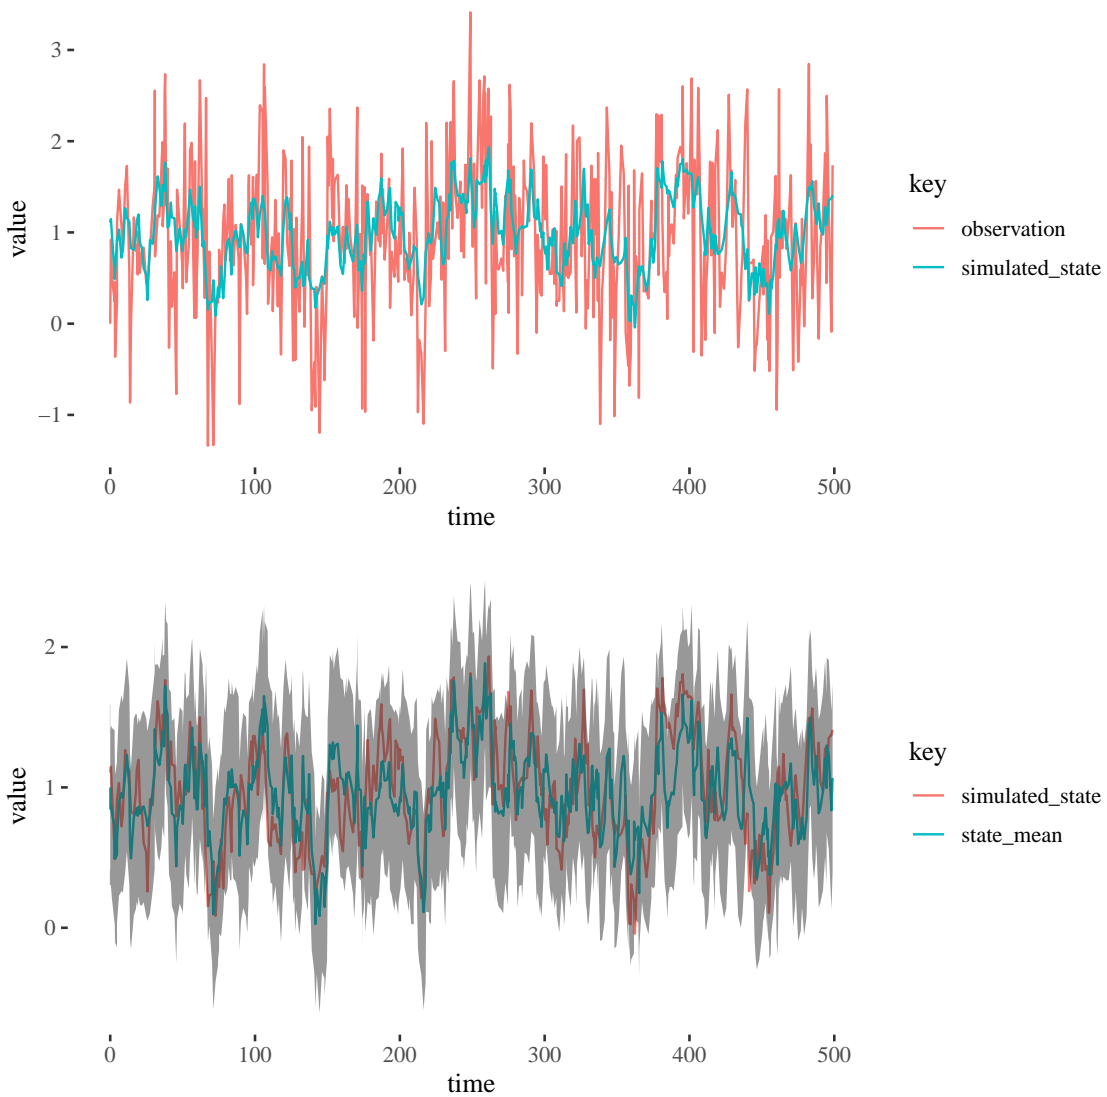 3
2
1
0
–1
value
0 100 200 300 400 500
time
key
observation
simulated_state
2
1
0
value
0 100 200 300 400 500
time
key
simulated_state
state_mean